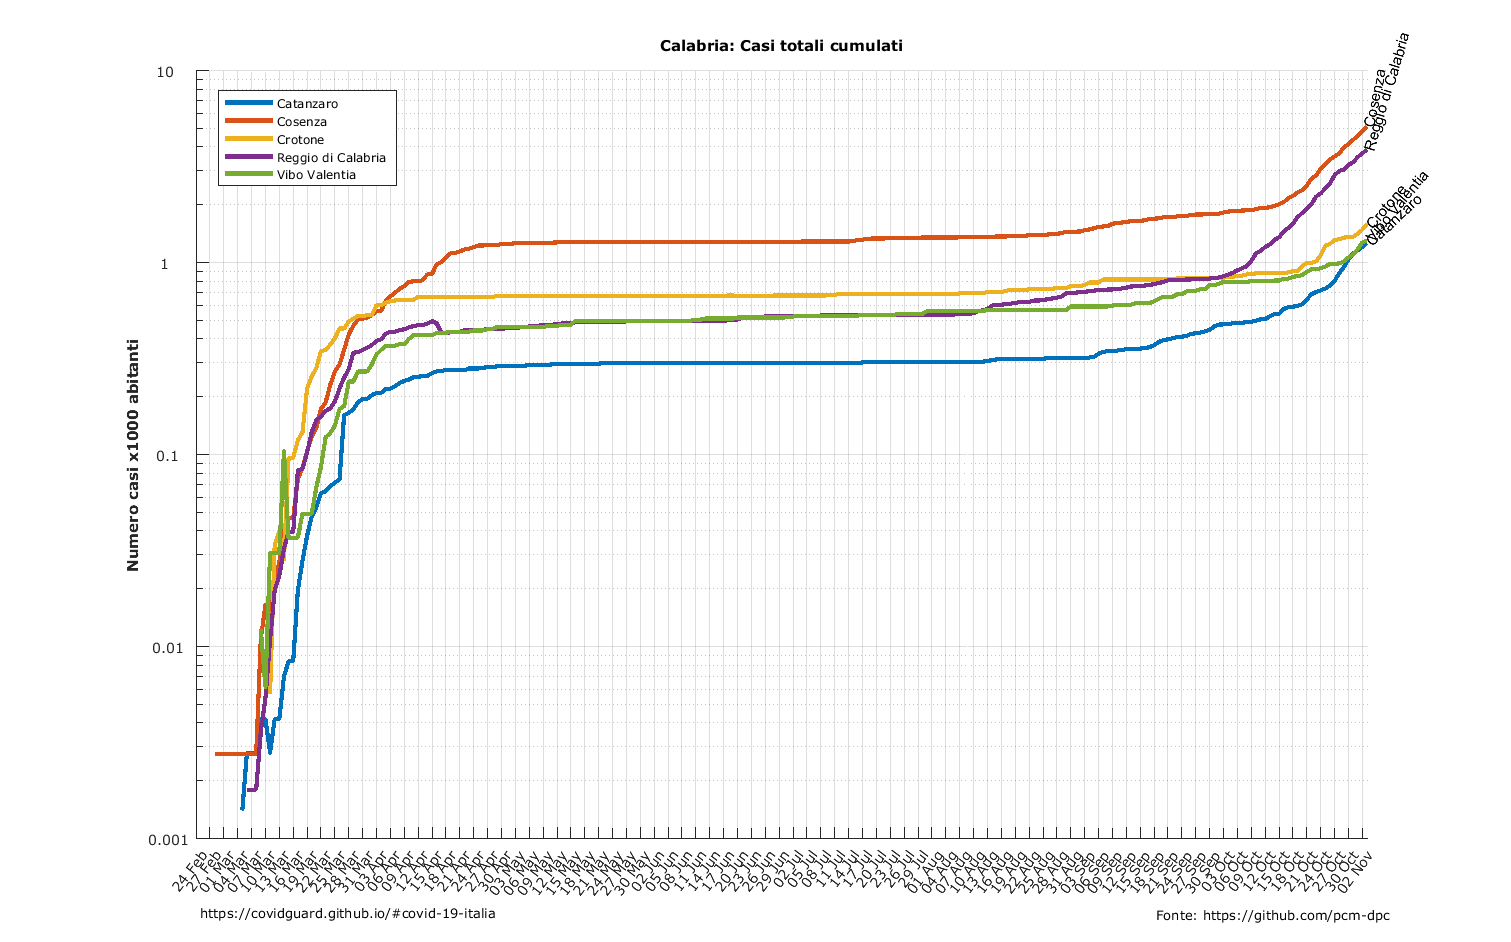 Calabria: Casi totali cumulati
Cosenza
Reggio di Calabria
Crotone
Vibo Valentia
Catanzaro
Catanzaro
Cosenza
Crotone
Reggio di Calabria
Vibo Valentia
Numero casi x1000 abitanti
10
1
0.1
0.01
0.001
24 Feb
27 Feb
01 Mar
04 Mar
07 Mar
10 Mar
13 Mar
16 Mar
19 Mar
22 Mar
25 Mar
28 Mar
31 Mar
03 Apr
06 Apr
09 Apr
12 Apr
15 Apr
18 Apr
21 Apr
24 Apr
27 Apr
30 Apr
03 May
06 May
09 May
12 May
15 May
18 May
21 May
24 May
27 May
30 May
02 Jun
05 Jun
08 Jun
11 Jun
14 Jun
17 Jun
20 Jun
23 Jun
26 Jun
29 Jun
02 Jul
05 Jul
08 Jul
11 Jul
14 Jul
17 Jul
20 Jul
23 Jul
26 Jul
29 Jul
01 Aug
04 Aug
07 Aug
10 Aug
13 Aug
16 Aug
19 Aug
22 Aug
25 Aug
28 Aug
31 Aug
03 Sep
06 Sep
09 Sep
12 Sep
15 Sep
18 Sep
21 Sep
24 Sep
27 Sep
30 Sep
03 Oct
06 Oct
09 Oct
12 Oct
15 Oct
18 Oct
21 Oct
24 Oct
27 Oct
30 Oct
02 Nov
https://covidguard.github.io/#covid-19-italia
Fonte: https://github.com/pcm-dpc